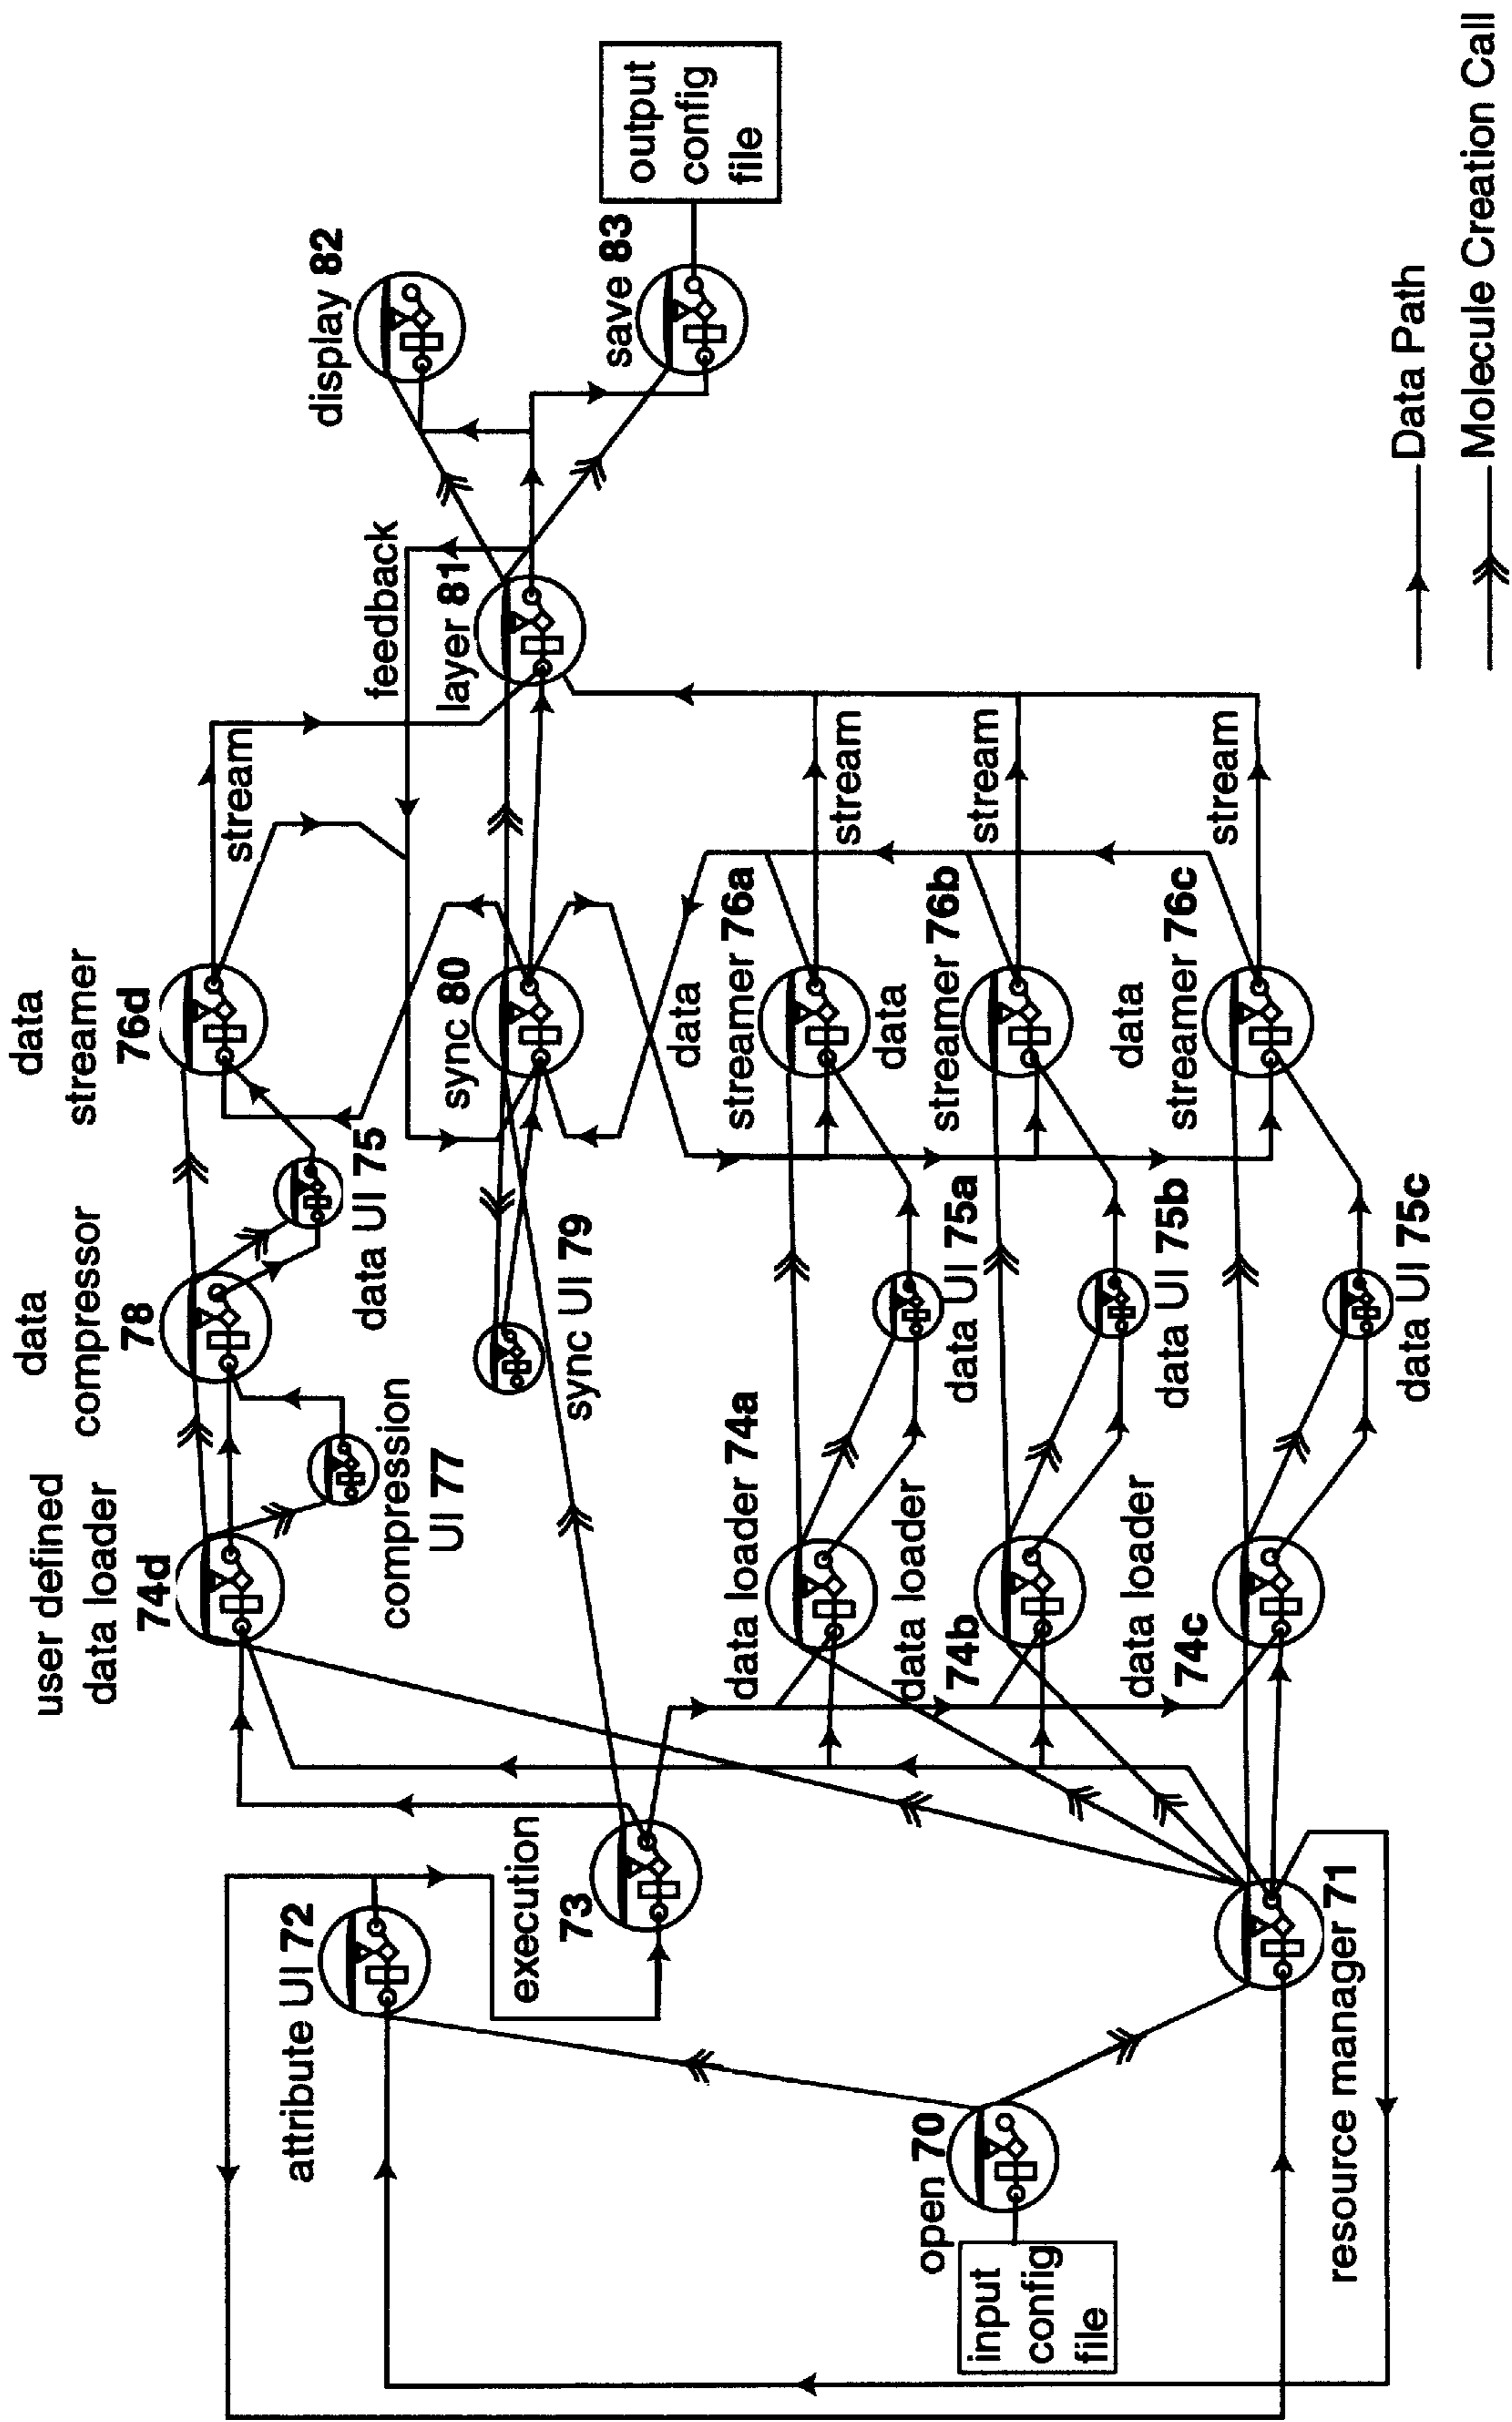 user defined
data loader
74d
data
compressor
78
data
streamer
76d
display 82
compression
UI 77
data UI 75
stream
feedback
layer 81
output
config
file
save 83
attribute UI 72
execution
73
sync UI 79
sync 80
data loader 74a
data UI 75a
data
streamer 76a
stream
data loader
74b
data UI 75b
data
streamer 76b
stream
data loader
74c
data UI 75c
data
streamer 76c
stream
open 70
input
config
file
resource manager 71
Data Path
Molecule Creation Call